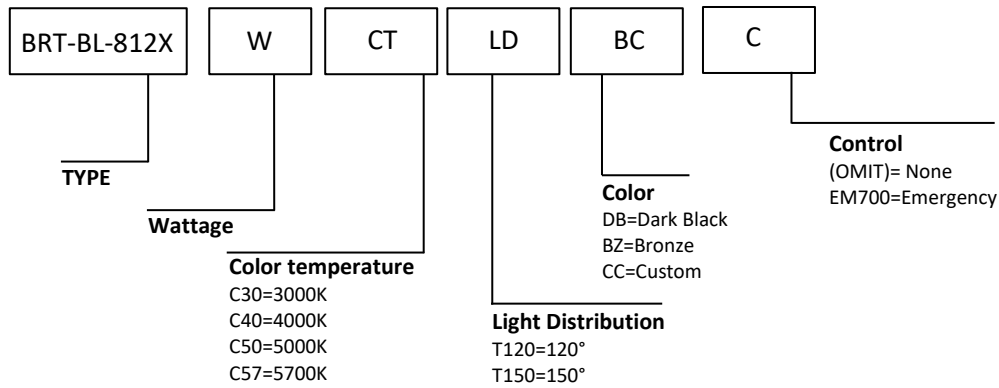 BRT-BL-812X W CT LD BC C
TYPE
Wattage
Color temperature
C30=3000K
C40=4000K
C50=5000K
C57=5700K
Light Distribution
T120=120°
T150=150°
Color
DB=Dark Black
BZ=Bronze
CC=Custom
Control
(OMIT)= None
EM700=Emergency